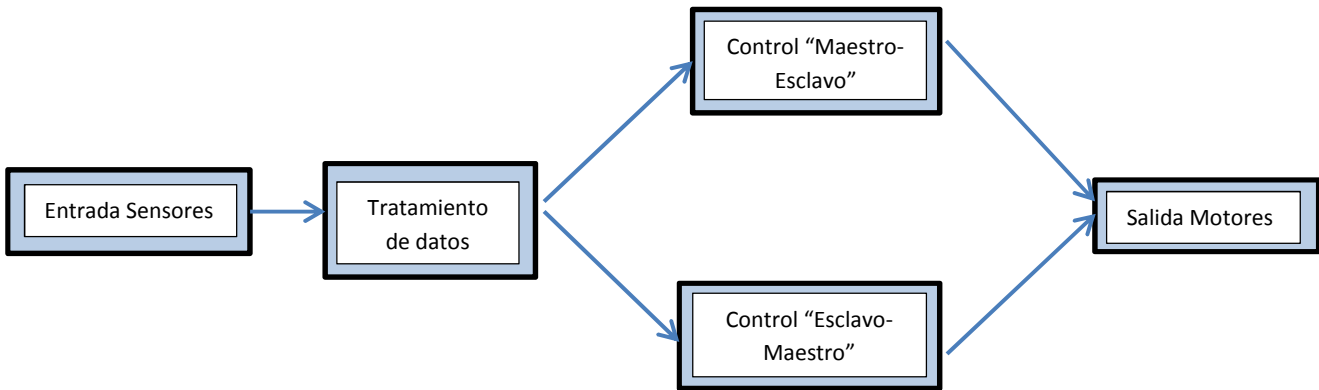 Entrada Sensores
Tratamiento
de datos
Control “Maestro-
Esclavo”
Control “Esclavo-
Maestro”
Salida Motores